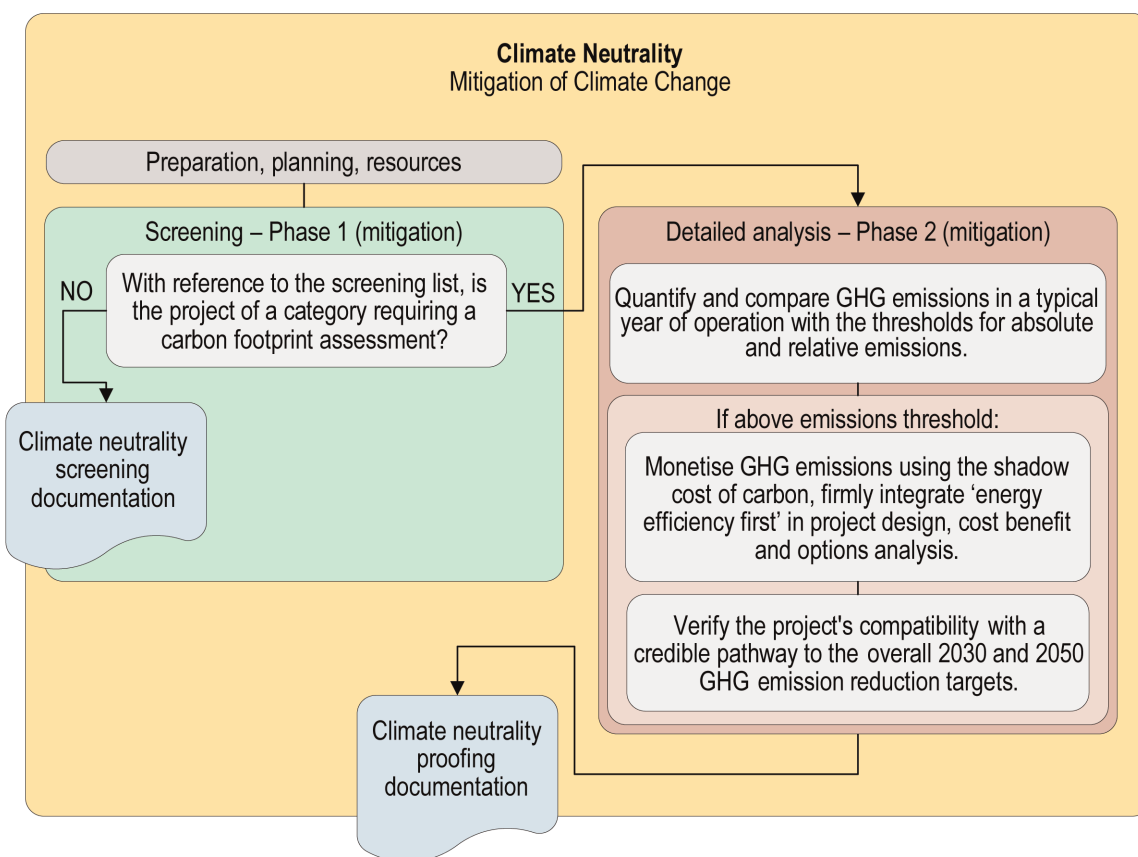 Climate Neutrality
Mitigation of Climate Change
Preparation, planning, resources
Screening – Phase 1 (mitigation)
NO
With reference to the screening list, is
the project of a category requiring a
carbon footprint assessment?
YES
Climate neutrality
screening
documentation
Detailed analysis – Phase 2 (mitigation)
Quantify and compare GHG emissions in a typical
year of operation with the thresholds for absolute
and relative emissions.
If above emissions threshold:
Monetise GHG emissions using the shadow
cost of carbon, firmly integrate ‘energy
efficiency first’ in project design, cost benefit
and options analysis.
Verify the project's compatibility with a
credible pathway to the overall 2030 and 2050
GHG emission reduction targets.
Climate neutrality
proofing
documentation